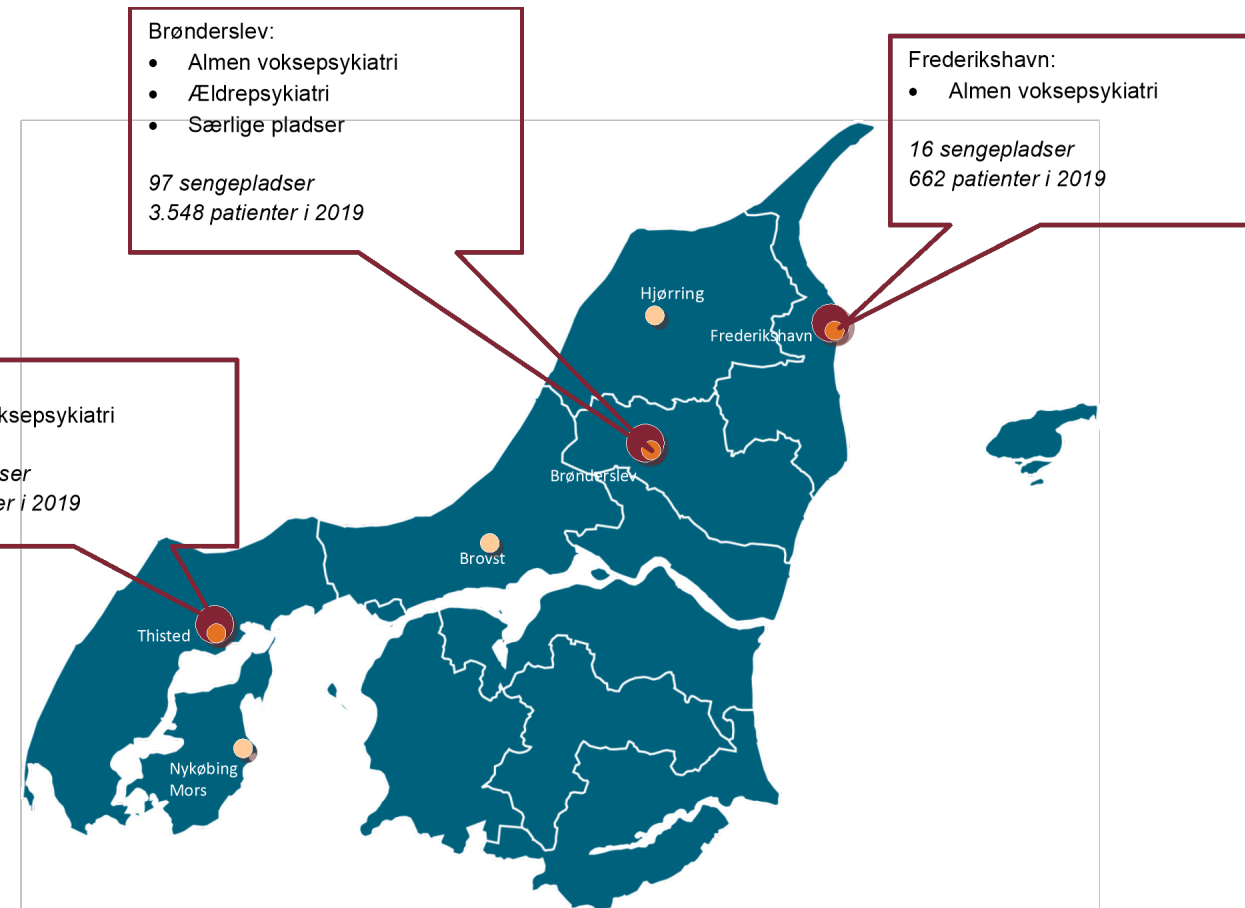 Brønderslev:
• Almen voksepsykiatri
• Ældrepsykiatri
• Særlige pladser
97 sengepladser
3.548 patienter i 2019
Frederikshavn:
• Almen voksepsykiatri
16 sengepladser
662 patienter i 2019
Hjørring
Frederikshavn
Brønderslev
ksepsykiatri
ser
er i 2019
Brovst
Thisted
Nykøbing
Mors